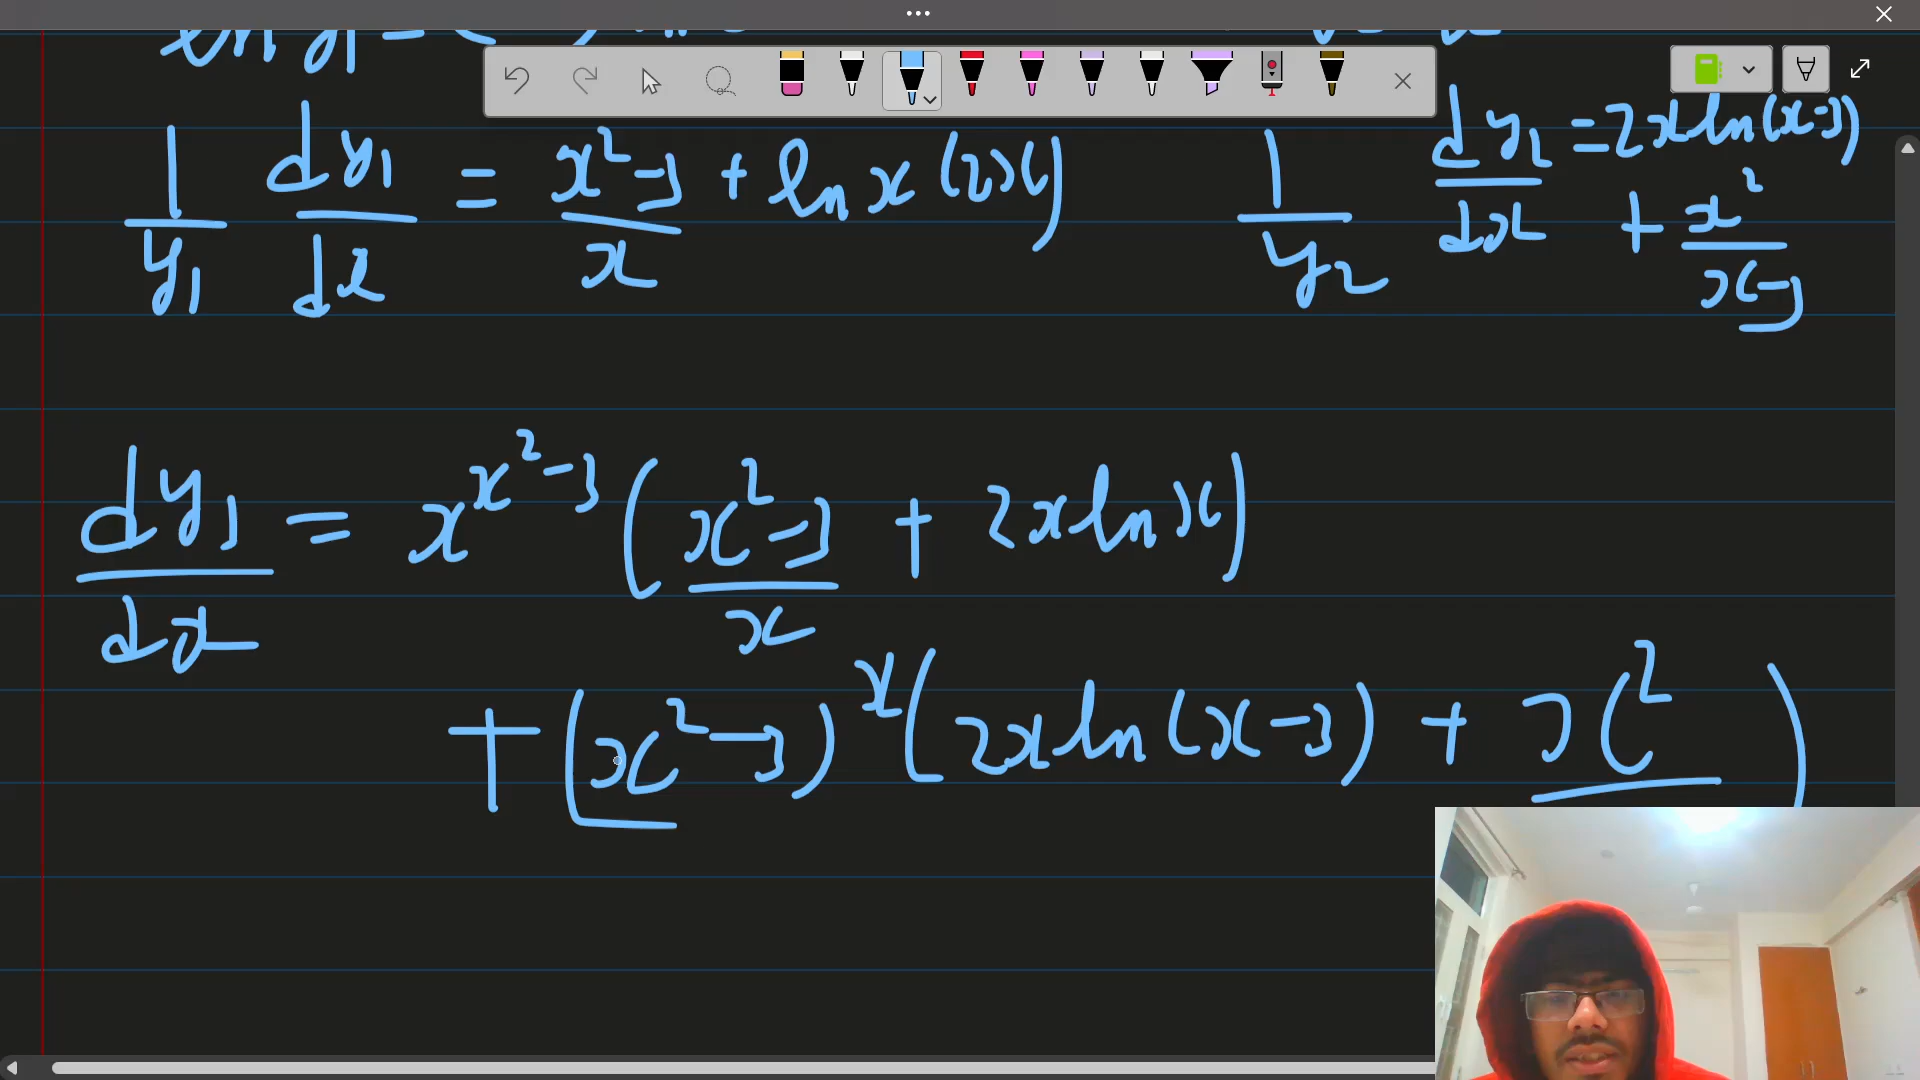 1/y₁ dy₁/dx = (x²-3)/x + ln x (2x)
1/y₂ dy₂/dx = 2x ln(x-3) + x²/(x-3)
dy₁/dx = x^(x²-3) ((x²-3)/x + 2x ln x)
+ (x²-3)^x (2x ln(x-3) + x²)